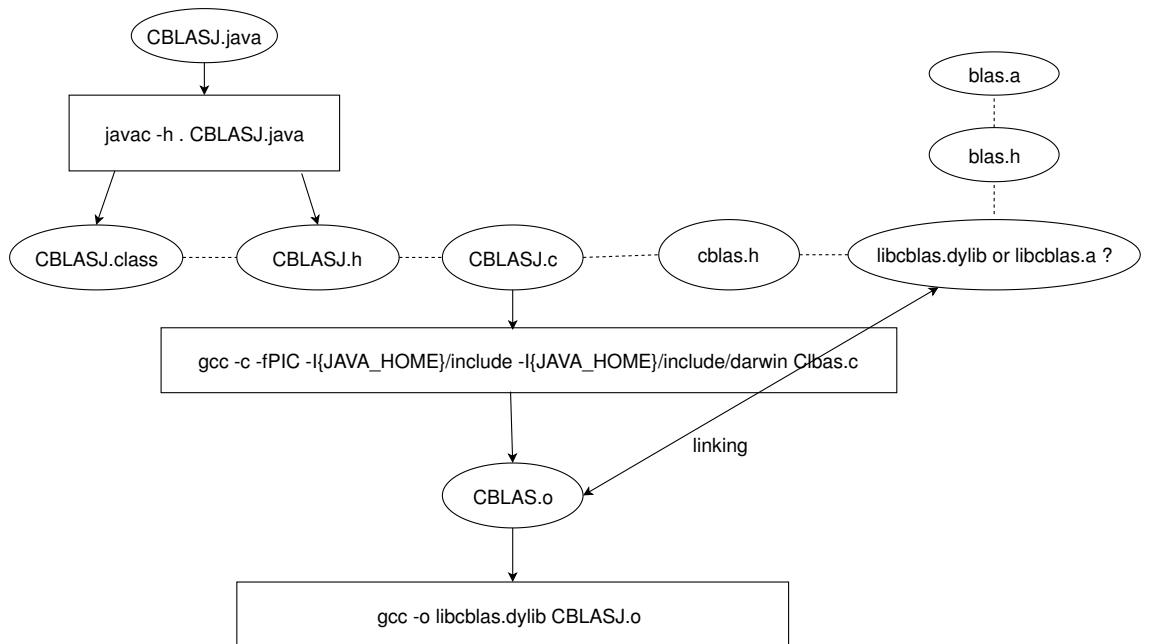 CBLASJ.java
blas.a
javac -h . CBLASJ.java
blas.h
CBLASJ.class
CBLASJ.h
CBLASJ.c
cblas.h
libcblas.dylib or libcblas.a ?
gcc -c -fPIC -I{JAVA_HOME}/include -I{JAVA_HOME}/include/darwin Clbas.c
linking
CBLAS.o
gcc -o libcblas.dylib CBLASJ.o